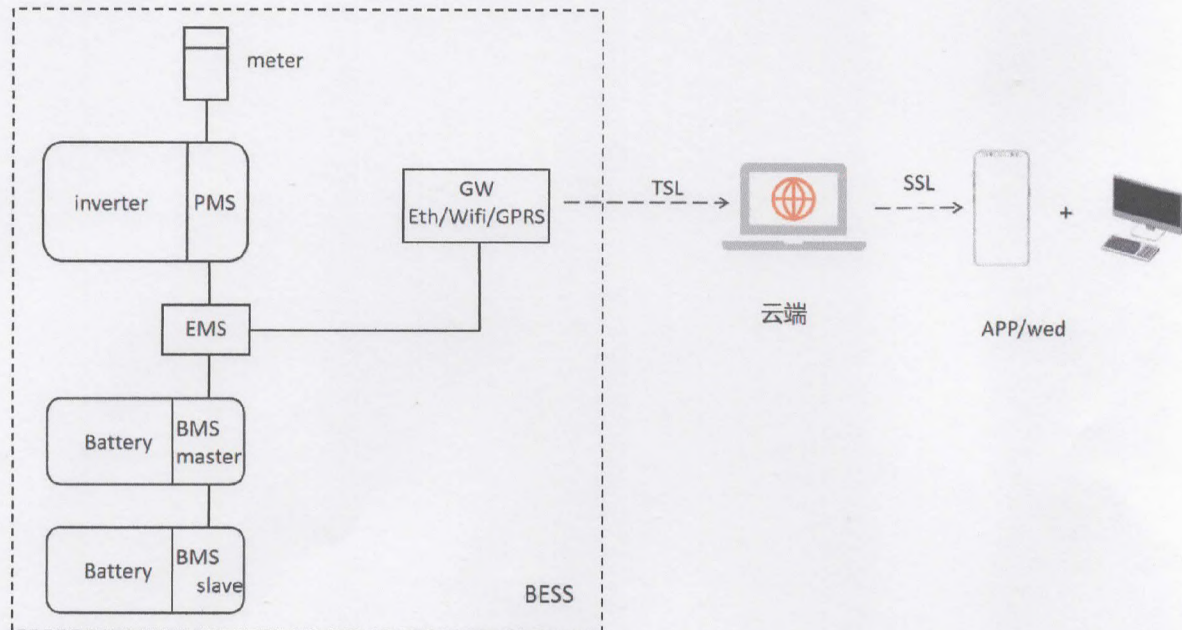 meter
inverter
PMS
GW
Eth/Wifi/GPRS
TSL
SSL
+
EMS
云端
APP/wed
Battery
BMS
master
Battery
BMS
slave
BESS